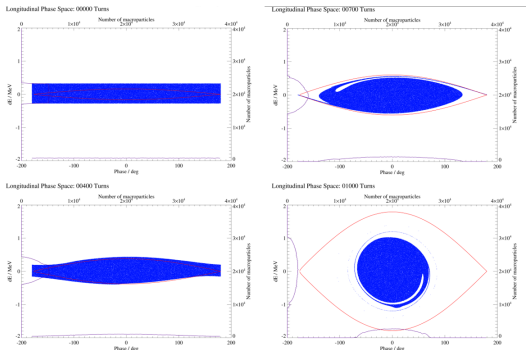 Longitudinal Phase Space: 00000 Turns
Number of macroparticles
0 1×10⁴ 2×10⁴ 3×10⁴ 4×10⁴
2
1 3×10⁴
0 2×10⁴
-1 1×10⁴
-2 0
dE / MeV
Number of macroparticles
-200 -100 0 100 200
Phase / deg
Longitudinal Phase Space: 00700 Turns
Number of macroparticles
0 1×10⁴ 2×10⁴ 3×10⁴ 4×10⁴
2 4×10⁴
1 3×10⁴
0 2×10⁴
-1 1×10⁴
-2 0
dE / MeV
Number of macroparticles
-200 -100 0 100 200
Phase / deg
Longitudinal Phase Space: 00400 Turns
Number of macroparticles
0 1×10⁴ 2×10⁴ 3×10⁴ 4×10⁴
2 4×10⁴
1 3×10⁴
0 2×10⁴
-1 1×10⁴
-2 0
dE / MeV
Number of macroparticles
-200 -100 0 100 200
Phase / deg
Longitudinal Phase Space: 01000 Turns
Number of macroparticles
0 1×10⁴ 2×10⁴ 3×10⁴ 4×10⁴
2 4×10⁴
1 3×10⁴
0 2×10⁴
-1 1×10⁴
-2 0
dE / MeV
Number of macroparticles
-200 -100 0 100 200
Phase / deg